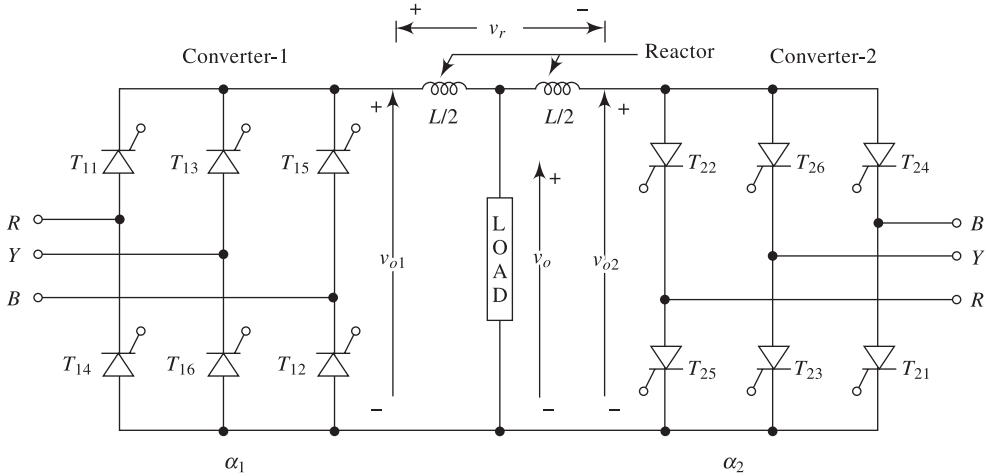 + −
v_r
Converter-1
Reactor
Converter-2
+
L/2
L/2
+
T11
T13
T15
T22
T26
T24
+
R
Y
B
v_o1
LOAD
v_o
v_o2
B
Y
R
T14
T16
T12
T25
T23
T21
−
−
−
α1
α2